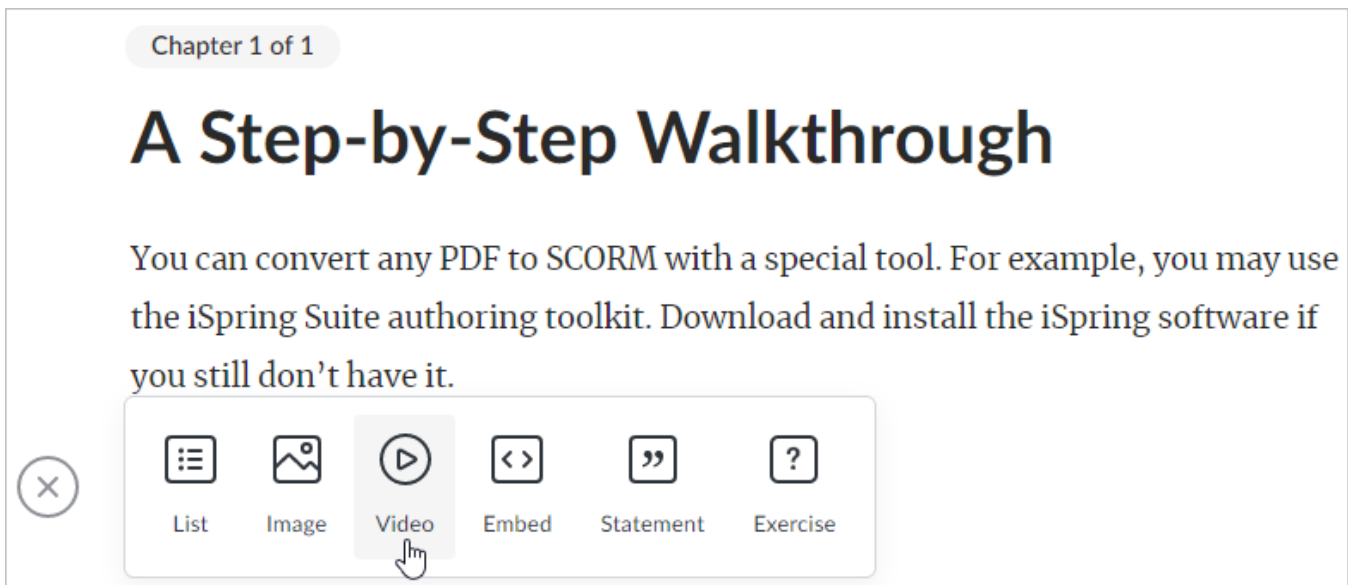 Chapter 1 of 1
A Step-by-Step Walkthrough
You can convert any PDF to SCORM with a special tool. For example, you may use
the iSpring Suite authoring toolkit. Download and install the iSpring software if
you still don’t have it.
List Image Video Embed Statement Exercise